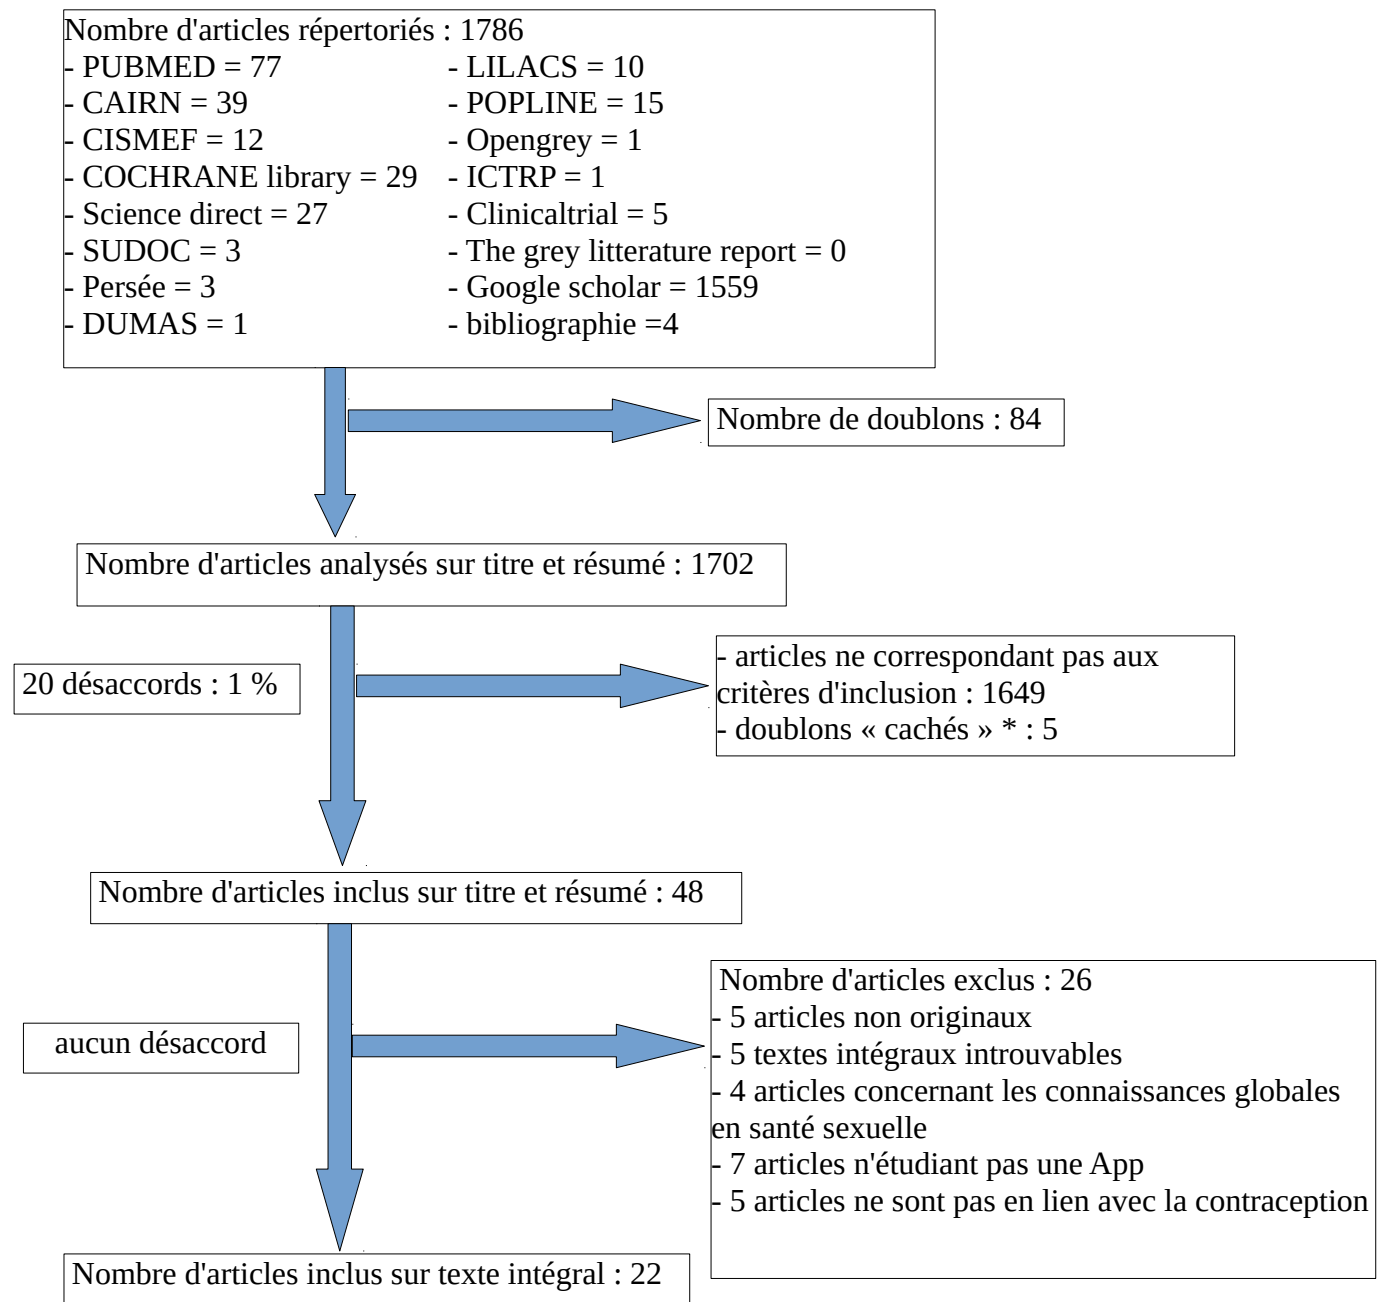 Nombre d'articles répertoriés : 1786
- PUBMED = 77 - LILACS = 10
- CAIRN = 39 - POPLINE = 15
- CISMEF = 12 - Opengrey = 1
- COCHRANE library = 29 - ICTRP = 1
- Science direct = 27 - Clinicaltrial = 5
- SUDOC = 3 - The grey litterature report = 0
- Persée = 3 - Google scholar = 1559
- DUMAS = 1 - bibliographie =4
Nombre de doublons : 84
Nombre d'articles analysés sur titre et résumé : 1702
20 désaccords : 1 %
- articles ne correspondant pas aux
critères d'inclusion : 1649
- doublons « cachés » * : 5
Nombre d'articles inclus sur titre et résumé : 48
aucun désaccord
Nombre d'articles exclus : 26
- 5 articles non originaux
- 5 textes intégraux introuvables
- 4 articles concernant les connaissances globales
en santé sexuelle
- 7 articles n'étudiant pas une App
- 5 articles ne sont pas en lien avec la contraception
Nombre d'articles inclus sur texte intégral : 22